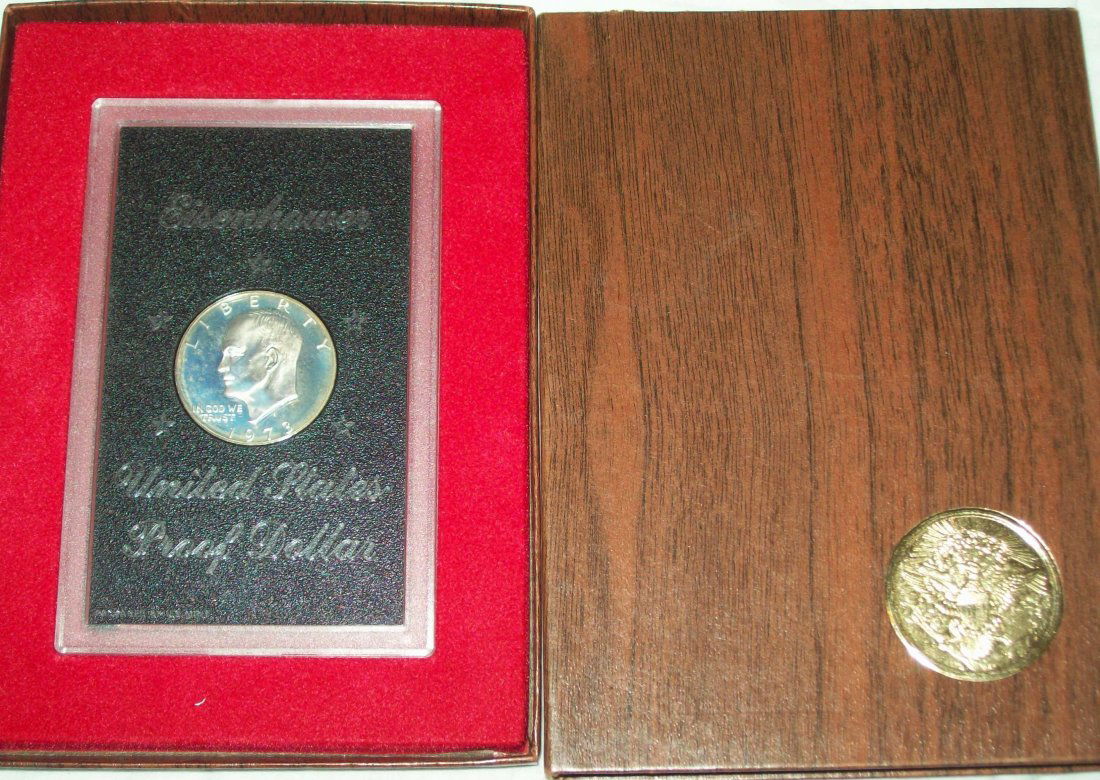 Eisenhower
LIBERTY
IN GOD WE
TRUST
1973
United States
Proof Dollar